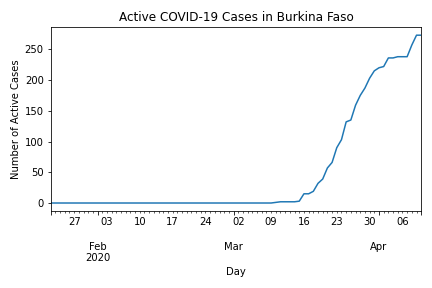 Active COVID-19 Cases in Burkina Faso
Number of Active Cases
250
200
150
100
50
0
27 03 10 17 24 02 09 16 23 30 06
Feb Mar Apr
2020
Day